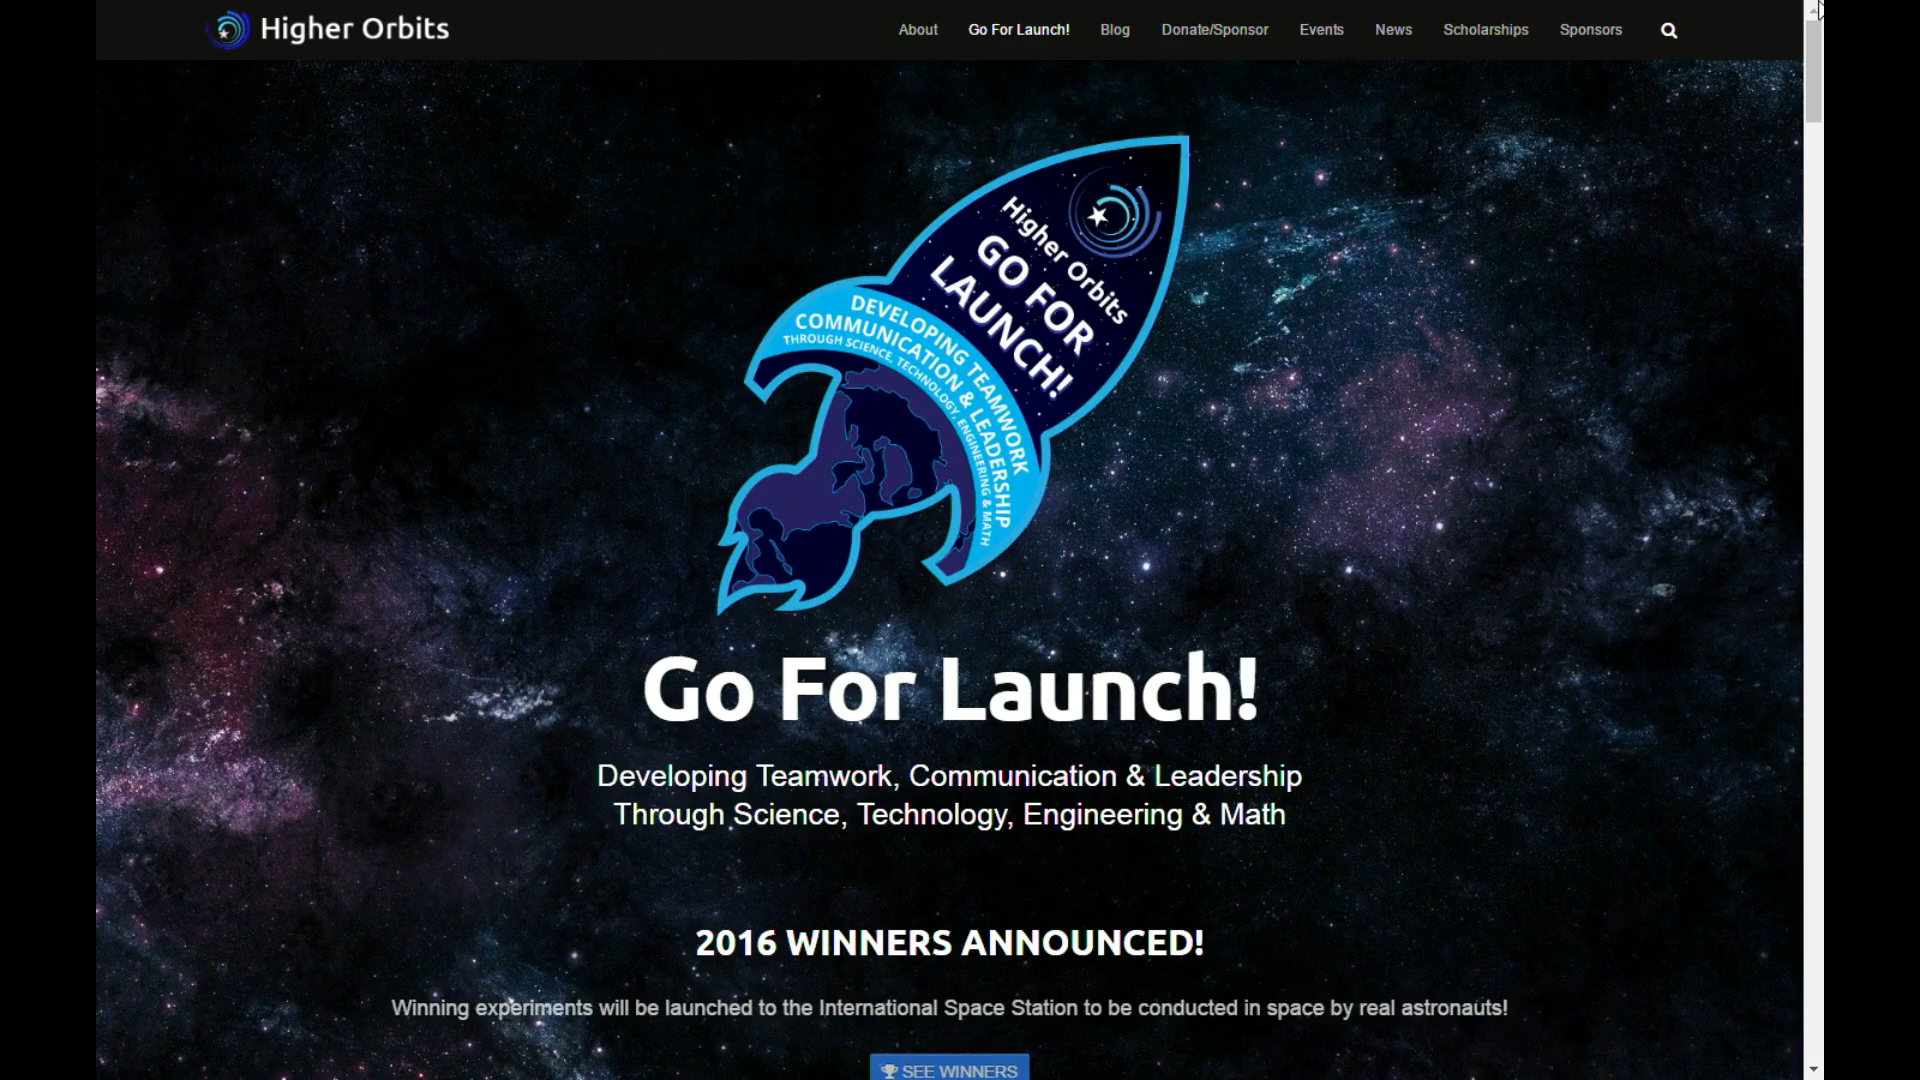 Higher Orbits
About Go For Launch! Blog Donate/Sponsor Events News Scholarships Sponsors
Higher Orbits
GO FOR
LAUNCH!
DEVELOPING TEAMWORK
COMMUNICATION & LEADERSHIP
THROUGH SCIENCE, TECHNOLOGY, ENGINEERING & MATH
Go For Launch!
Developing Teamwork, Communication & Leadership
Through Science, Technology, Engineering & Math
2016 WINNERS ANNOUNCED!
Winning experiments will be launched to the International Space Station to be conducted in space by real astronauts!
SEE WINNERS